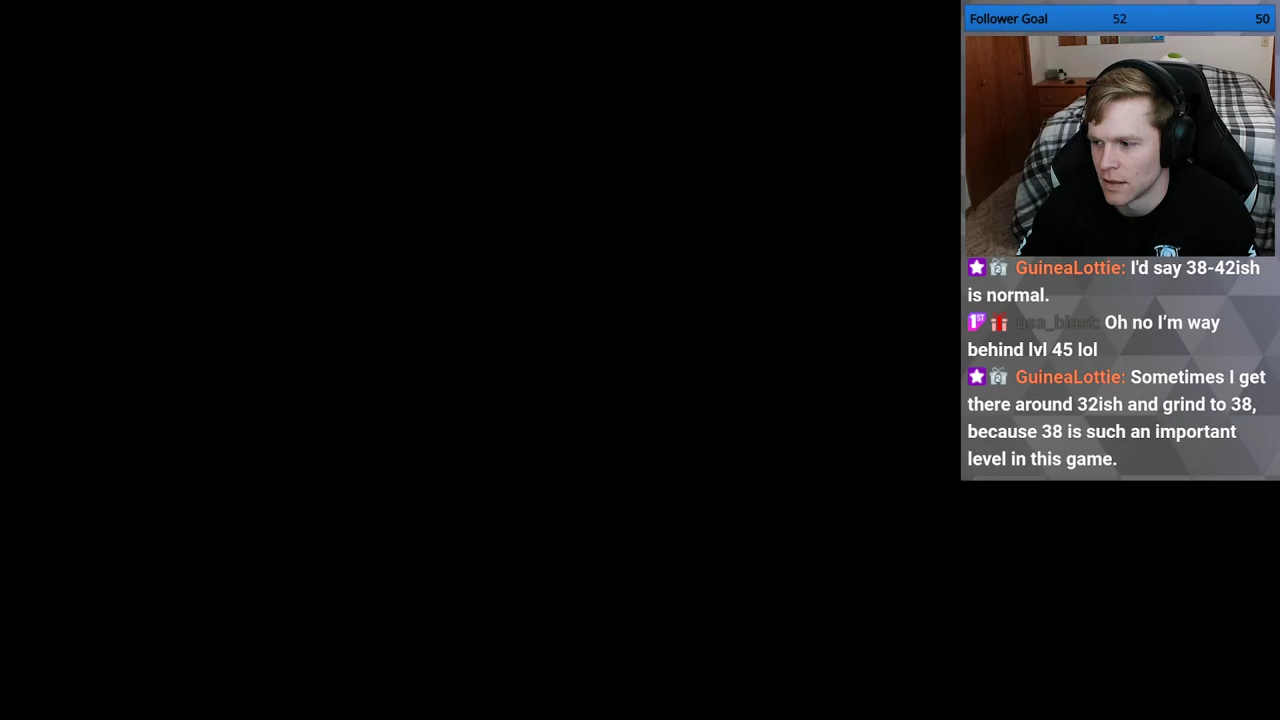 Follower Goal 52 50
GuineaLottie: I'd say 38-42ish
is normal.
usa_blast: Oh no I’m way
behind lvl 45 lol
GuineaLottie: Sometimes I get
there around 32ish and grind to 38,
because 38 is such an important
level in this game.